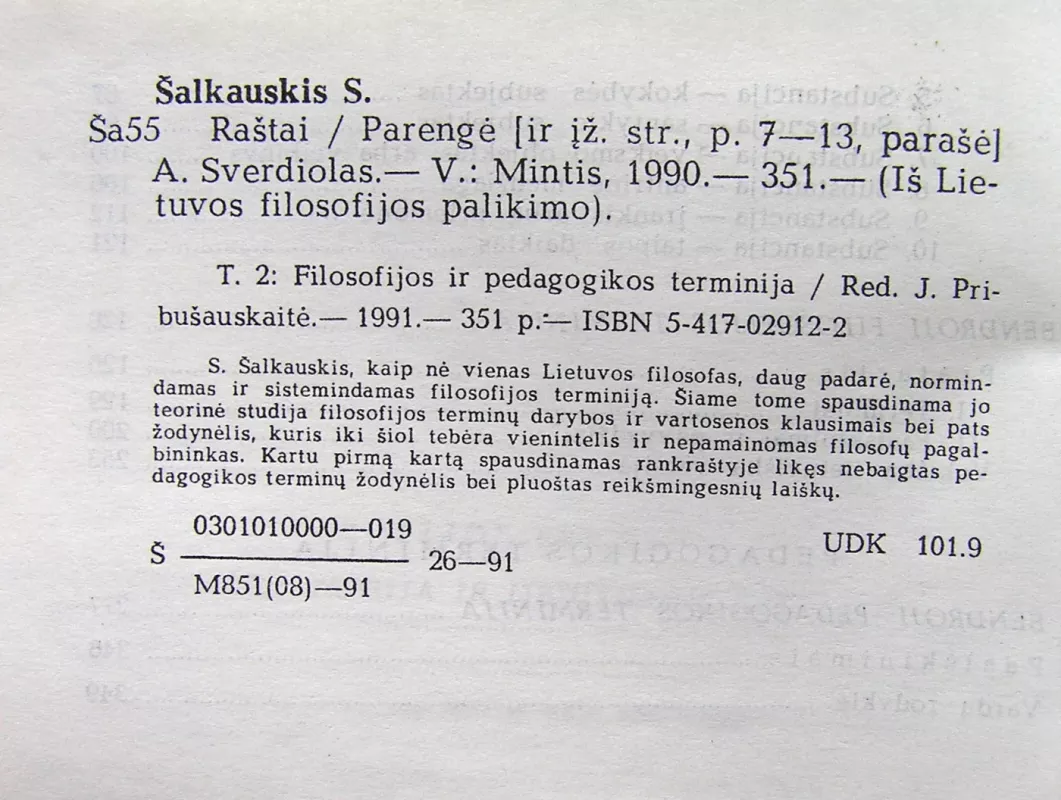 Šalkauskis S.
Ša55 Raštai / Parengė [ir įž. str., p. 7—13, parašė]
A. Sverdiolas.— V.: Mintis, 1990.— 351.— (Iš Lie-
tuvos filosofijos palikimo).
T. 2: Filosofijos ir pedagogikos terminija / Red. J. Pri-
bušauskaitė.— 1991.— 351 p.— ISBN 5-417-02912-2
S. Šalkauskis, kaip nė vienas Lietuvos filosofas, daug padarė, normin-
damas ir sistemindamas filosofijos terminiją. Šiame tome spausdinama jo
teorinė studija filosofijos terminų darybos ir vartosenos klausimais bei pats
žodynėlis, kuris iki šiol tebėra vienintelis ir nepamainomas filosofų pagal-
bininkas. Kartu pirmą kartą spausdinamas rankraštyje likęs nebaigtas pe-
dagogikos terminų žodynėlis bei pluoštas reikšmingesnių laiškų.
0301010000—019
Š 26—91
M851(08)—91
UDK 101.9